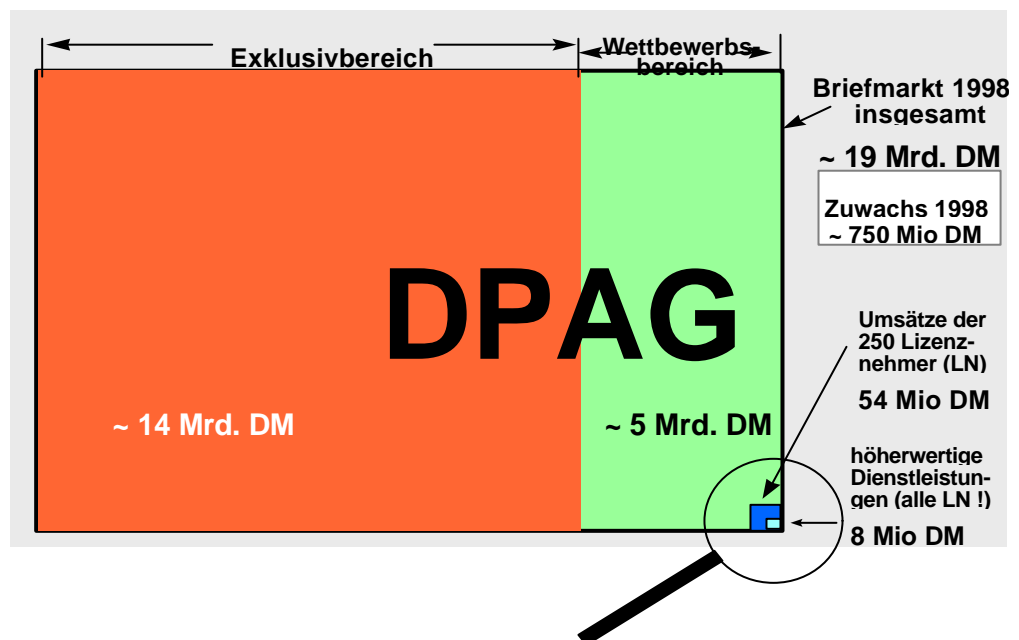 Exklusivbereich
Wettbewerbs-
bereich
Briefmarkt 1998
insgesamt
~ 19 Mrd. DM
Zuwachs 1998
~ 750 Mio DM
DPAG
Umsätze der
250 Lizenz-
nehmer (LN)
54 Mio DM
~ 14 Mrd. DM
~ 5 Mrd. DM
höherwertige
Dienstleistun-
gen (alle LN !)
8 Mio DM